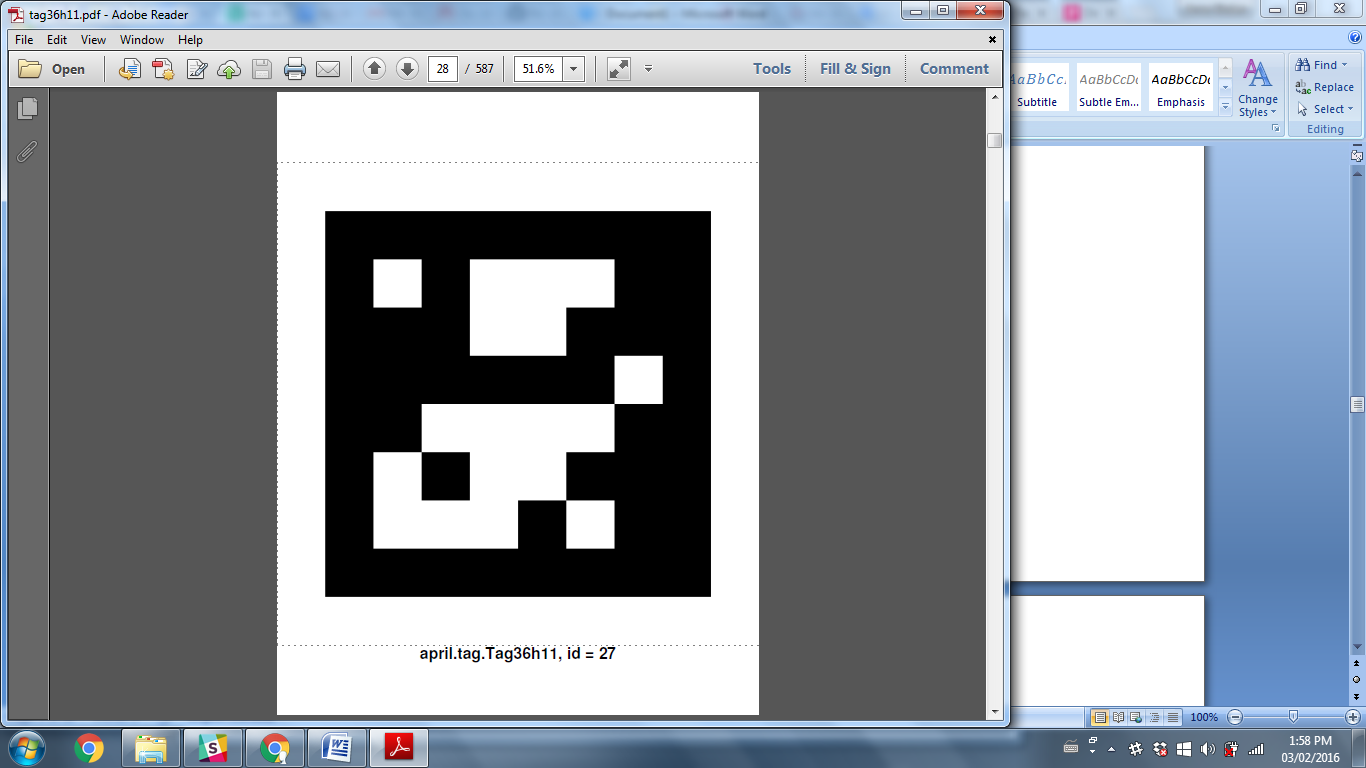 tag36h11.pdf - Adobe Reader
File Edit View Window Help
Open 28 / 587 51.6% Tools Fill & Sign Comment
AaBbCc. AaBbCcDc AaBbCcDc
Subtitle Subtle Em... Emphasis
Change Styles
Find
Replace
Select
Editing
april.tag.Tag36h11, id = 27
100%
1:58 PM
03/02/2016